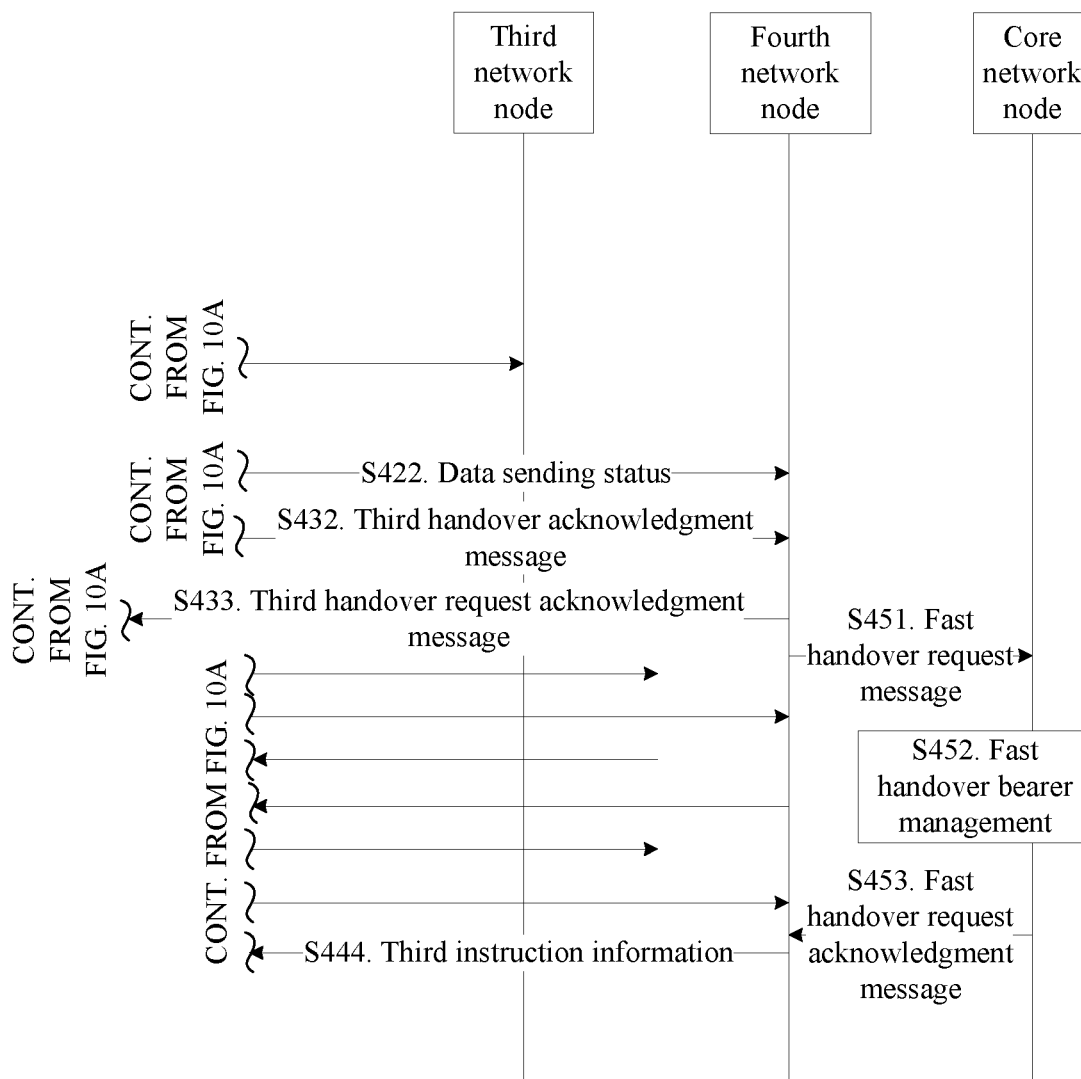 Third
network
node
Fourth
network
node
Core
network
node
CONT.
FROM
FIG. 10A
CONT.
FROM
FIG. 10A
S422. Data sending status
S432. Third handover acknowledgment
message
CONT.
FROM
FIG. 10A
S433. Third handover request acknowledgment
message
S451. Fast
handover request
message
CONT. FROM FIG. 10A
S452. Fast
handover bearer
management
S453. Fast
handover request
acknowledgment
message
S444. Third instruction information